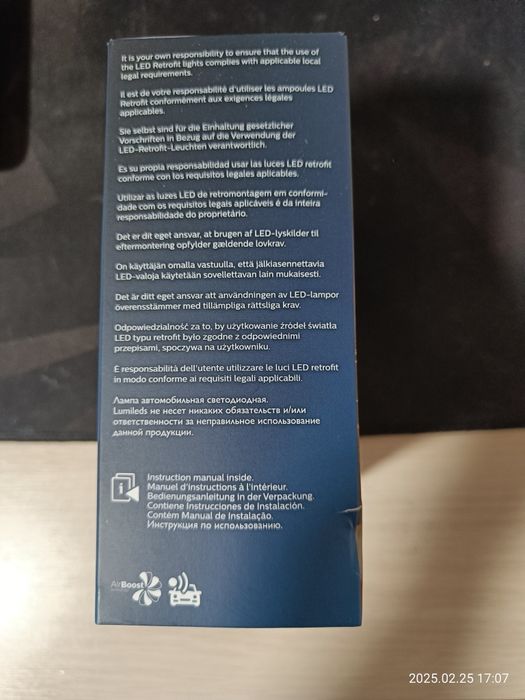 It is your own responsibility to ensure that the use of
the LED Retrofit lights complies with applicable local
legal requirements.
Il est de votre responsabilité d'utiliser les ampoules LED
Retrofit conformément aux exigences légales
applicables.
Sie selbst sind für die Einhaltung gesetzlicher
Vorschriften in Bezug auf die Verwendung der
LED-Retrofit-Leuchten verantwortlich.
Es su propia responsabilidad usar las luces LED retrofit
conforme con los requisitos legales aplicables.
Utilizar as luzes LED de retromontagem em conformi-
dade com os requisitos legais aplicáveis é da inteira
responsabilidade do proprietário.
Det er dit eget ansvar, at brugen af LED-lyskilder til
eftermontering opfylder gældende lovkrav.
On käyttäjän omalla vastuulla, että jälkiasennettavia
LED-valoja käytetään sovellettavan lain mukaisesti.
Det är ditt eget ansvar att användningen av LED-lampor
överensstämmer med tillämpliga rättsliga krav.
Odpowiedzialność za to, by użytkowanie źródeł światła
LED typu retrofit było zgodne z odpowiednimi
przepisami, spoczywa na użytkowniku.
È responsabilità dell'utente utilizzare le luci LED retrofit
in modo conforme ai requisiti legali applicabili.
Лампа автомобильная светодиодная.
Lumileds не несет никаких обязательств и/или
ответственности за неправильное использование
данной продукции.
Instruction manual inside.
Manuel d'instructions à l'intérieur.
Bedienungsanleitung in der Verpackung.
Contiene Instrucciones de Instalación.
Contém Manual de Instalação.
Инструкция по использованию.
AirBoost
2025.02.25 17:07